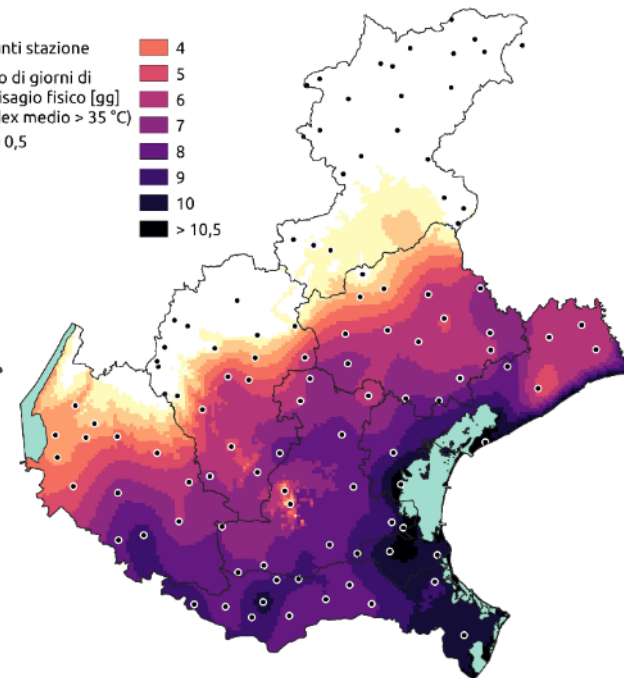 nti stazione
o di giorni di
isagio fisico [gg]
dex medio > 35 °C)
0,5
4
5
6
7
8
9
10
> 10,5